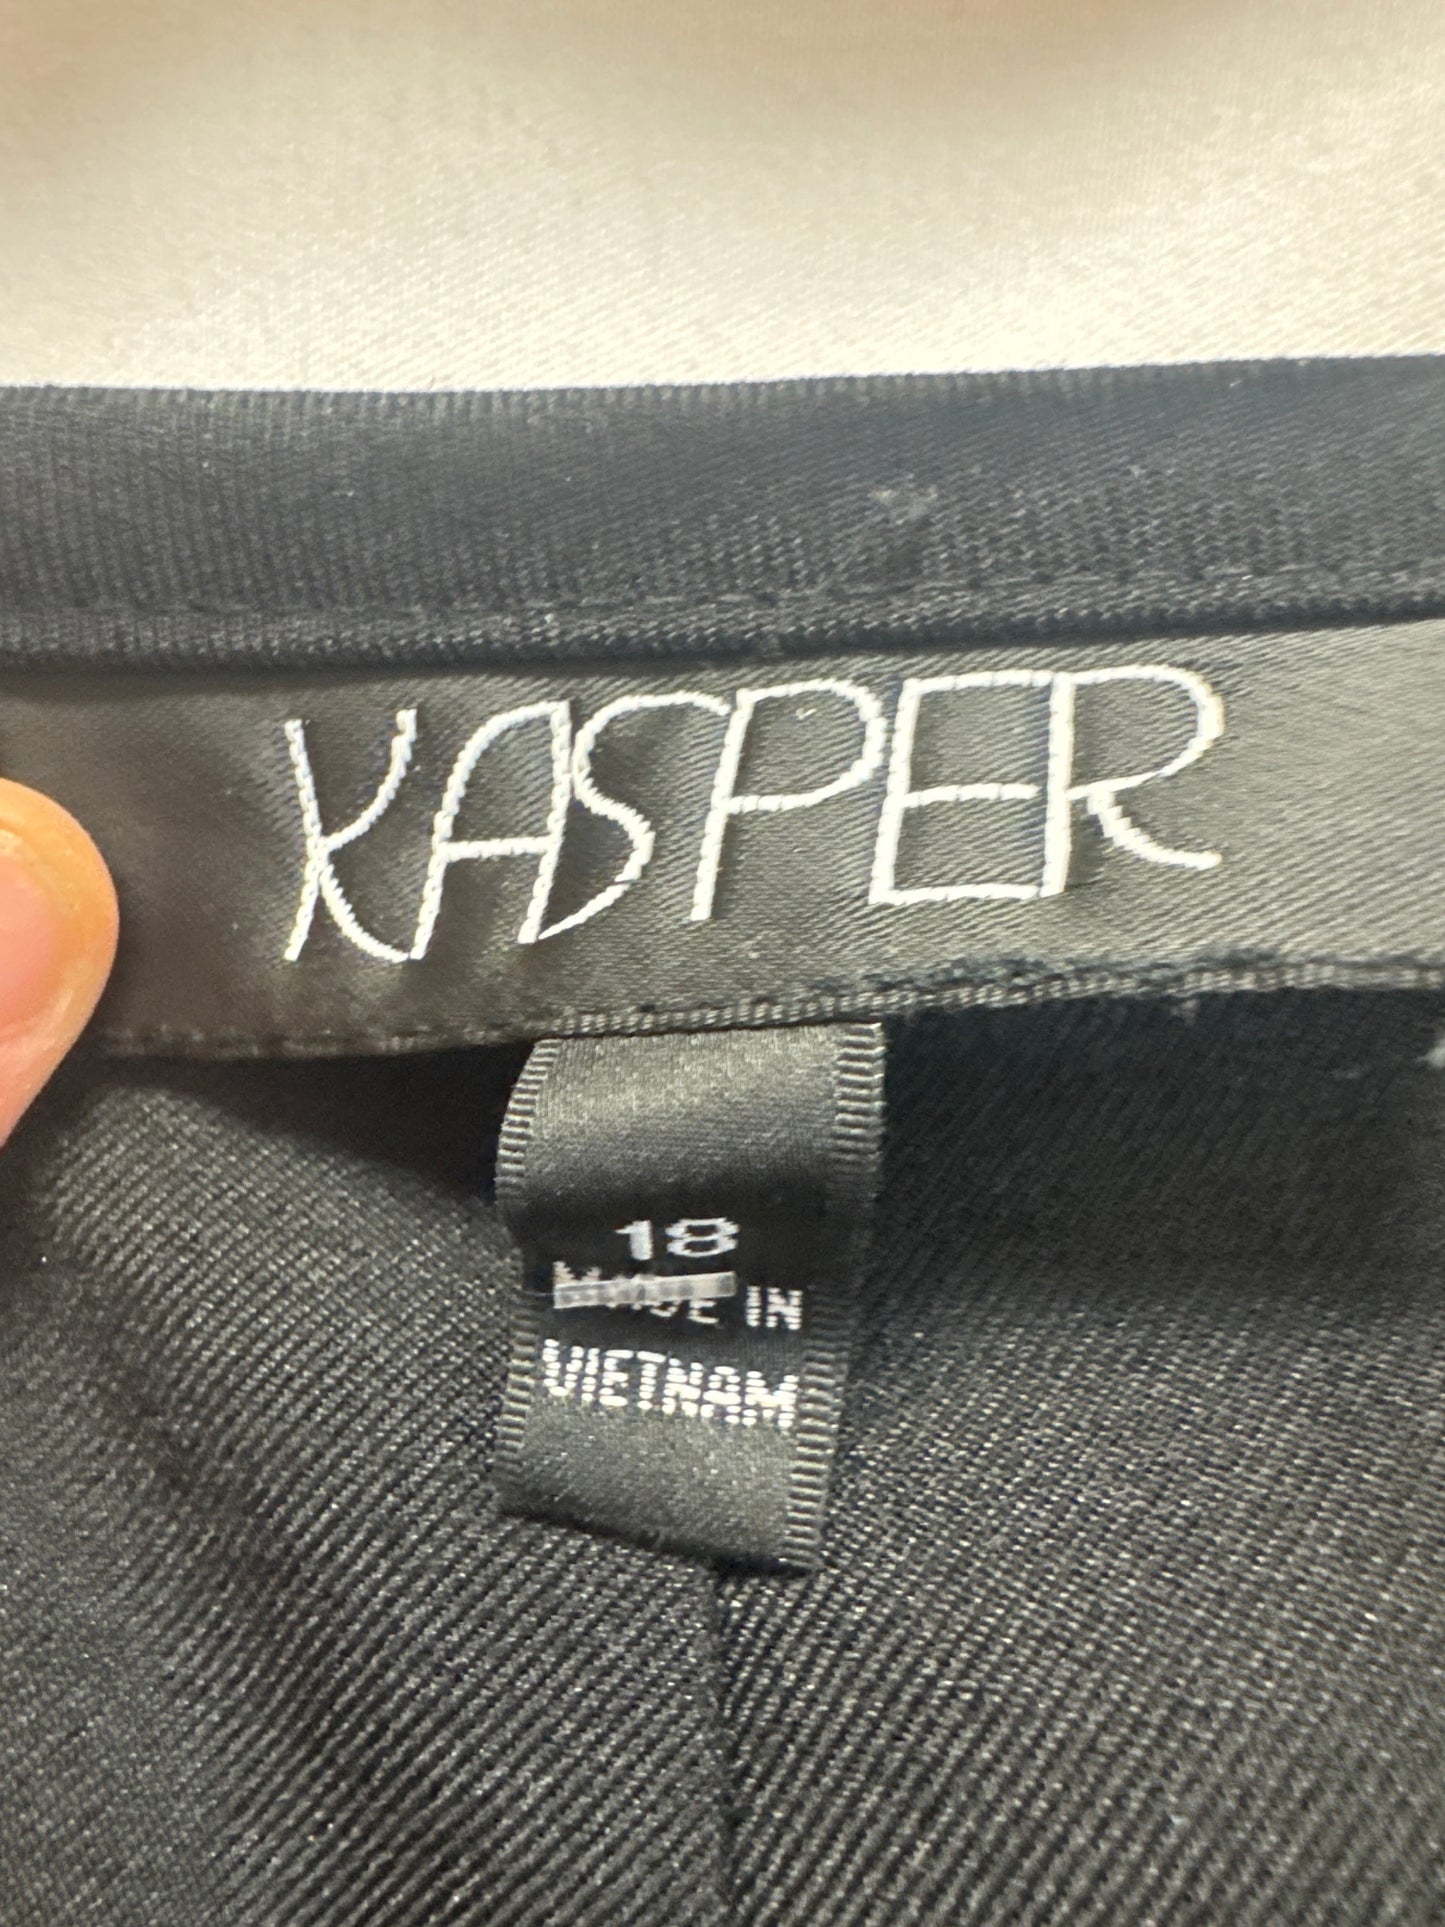 KASPER
18
MADE IN
VIETNAM